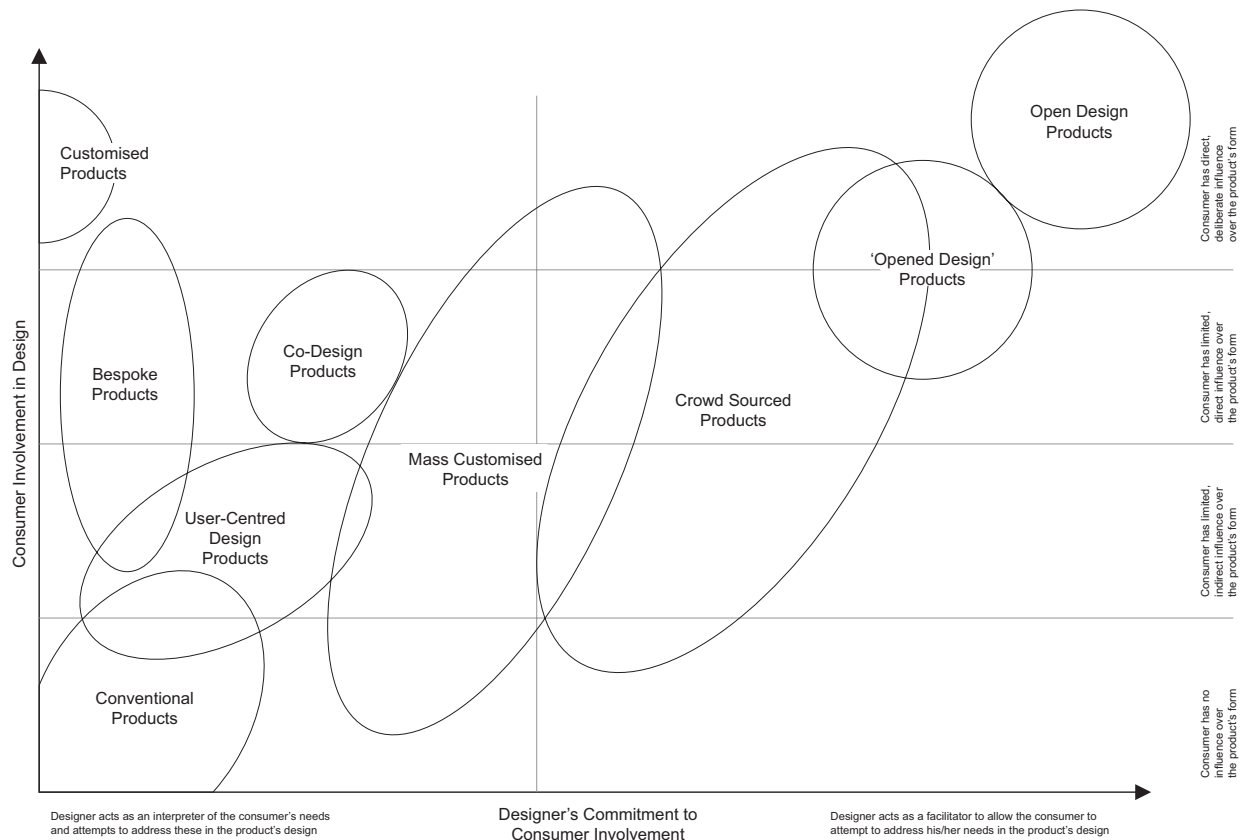 Customised
Products
Bespoke
Products
Co-Design
Products
User-Centred
Design
Products
Conventional
Products
Mass Customised
Products
Crowd Sourced
Products
‘Opened Design’
Products
Open Design
Products
Consumer Involvement in Design
Consumer has direct,
deliberate influence
over the product's form
Consumer has limited,
direct influence over
the product's form
Consumer has limited,
indirect influence over
the product's form
Consumer has no
influence over
the product's form
Designer acts as an interpreter of the consumer's needs
and attempts to address these in the product's design
Designer's Commitment to
Consumer Involvement
Designer acts as a facilitator to allow the consumer to
attempt to address his/her needs in the product's design